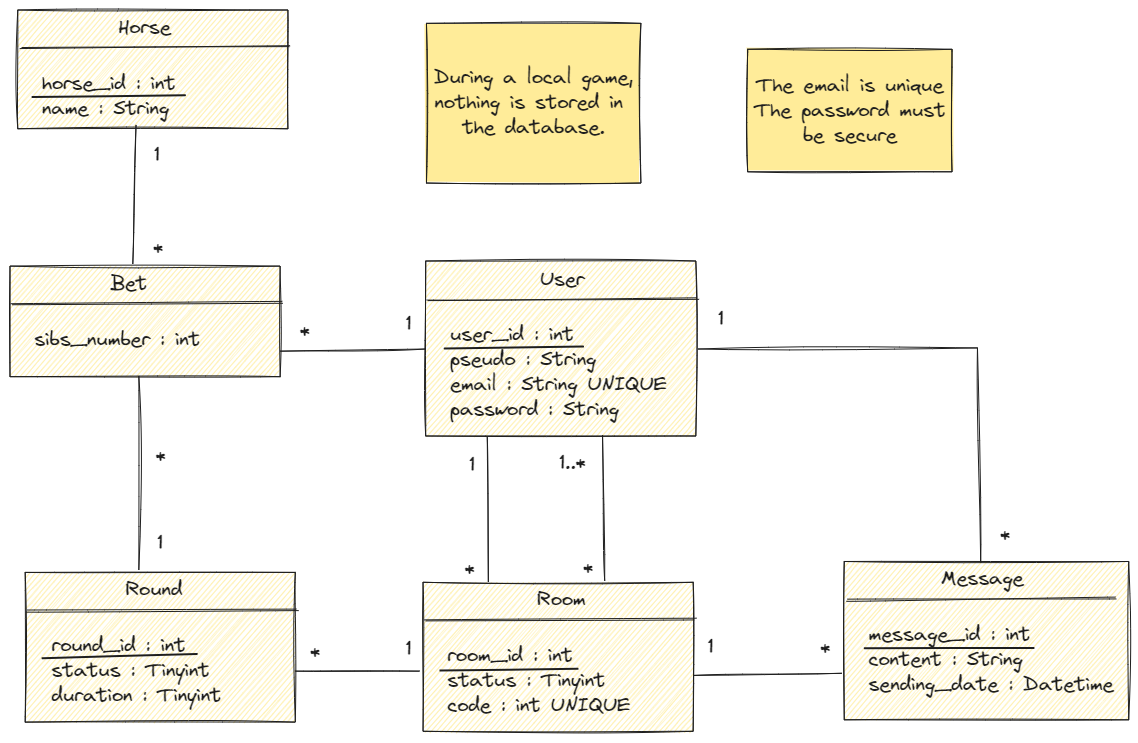 Horse
horse_id : int
name : String
During a local game,
nothing is stored in
the database.
The email is unique
The password must
be secure
1
*
Bet
sibs_number : int
*
1
User
user_id : int
pseudo : String
email : String UNIQUE
password : String
1
*
1
1
*
1..*
*
*
Round
round_id : int
status : Tinyint
duration : Tinyint
*
1
Room
room_id : int
status : Tinyint
code : int UNIQUE
1
*
Message
message_id : int
content : String
sending_date : Datetime